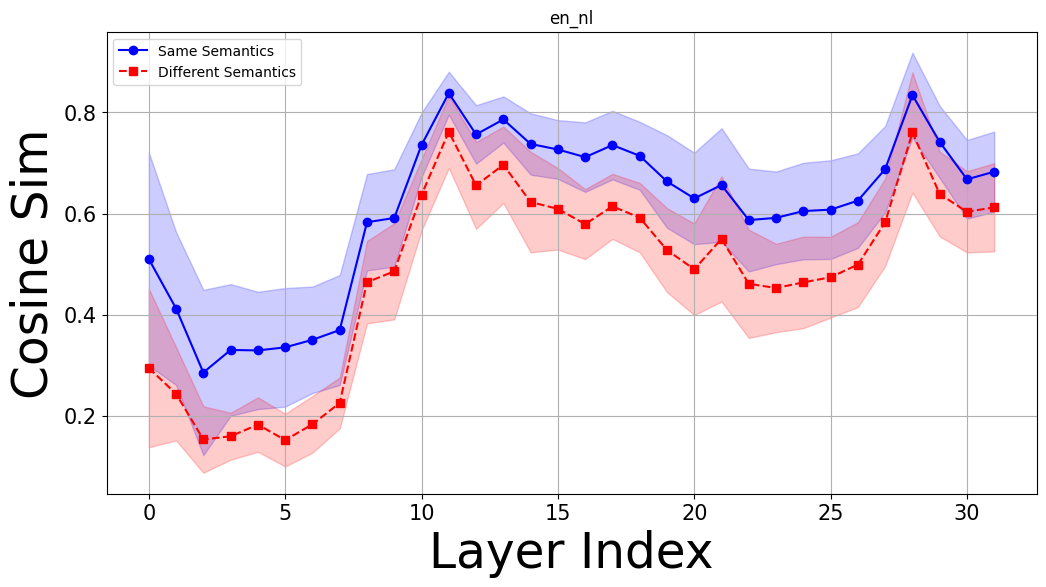 en_nl
Same Semantics
Different Semantics
Cosine Sim
0.8
0.6
0.4
0.2
0 5 10 15 20 25 30
Layer Index